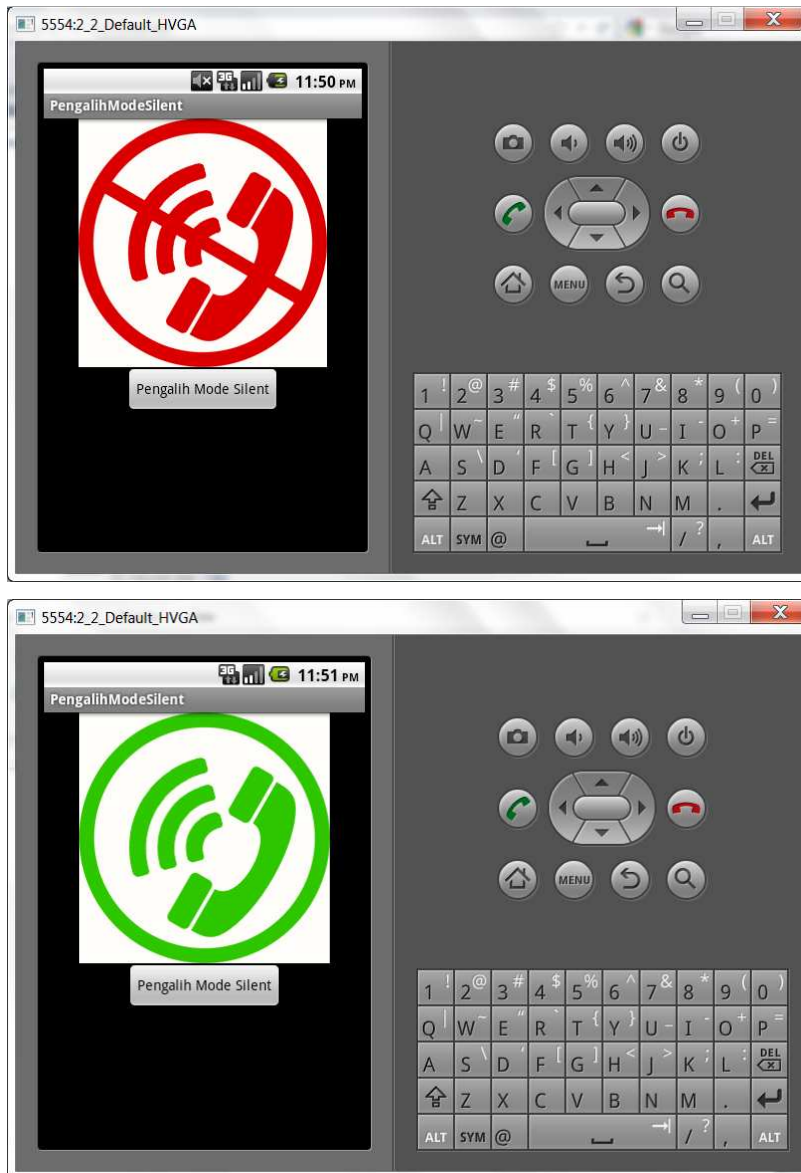 5554:2_2_Default_HVGA
3G 11:50 PM
PengalihModeSilent
Pengalih Mode Silent
MENU
1 ! 2 @ 3 # 4 $ 5 % 6 ^ 7 & 8 * 9 ( 0 )
Q | W ~ E " R ` T { Y } U - I - O + P =
A S \ D ' F [ G ] H < J > K ; L : DEL
Z X C V B N M .
ALT SYM @ / ? , ALT
5554:2_2_Default_HVGA
3G 11:51 PM
PengalihModeSilent
Pengalih Mode Silent
MENU
1 ! 2 @ 3 # 4 $ 5 % 6 ^ 7 & 8 * 9 ( 0 )
Q | W ~ E " R ` T { Y } U - I - O + P =
A S \ D ' F [ G ] H < J > K ; L : DEL
Z X C V B N M .
ALT SYM @ / ? , ALT